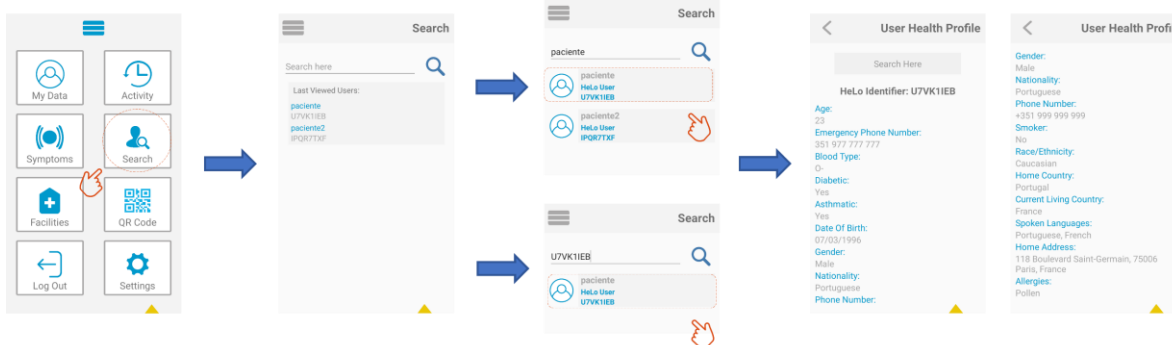 My Data
Activity
Symptoms
Search
Facilities
QR Code
Log Out
Settings
Search
Search here
Last Viewed Users:
paciente
U7VK1IEB
paciente2
IPQR7TXF
Search
paciente
paciente
HeLo User
U7VK1IEB
paciente2
HeLo User
IPQR7TXF
Search
U7VK1IEB
paciente
HeLo User
U7VK1IEB
User Health Profile
Search Here
HeLo Identifier: U7VK1IEB
Age:
23
Emergency Phone Number:
351 977 777 777
Blood Type:
O-
Diabetic:
Yes
Asthmatic:
Yes
Date Of Birth:
07/03/1996
Gender:
Male
Nationality:
Portuguese
Phone Number:
User Health Profi
Gender:
Male
Nationality:
Portuguese
Phone Number:
+351 999 999 999
Smoker:
No
Race/Ethnicity:
Caucasian
Home Country:
Portugal
Current Living Country:
France
Spoken Languages:
Portuguese, French
Home Address:
118 Boulevard Saint-Germain, 75006
Paris, France
Allergies:
Pollen